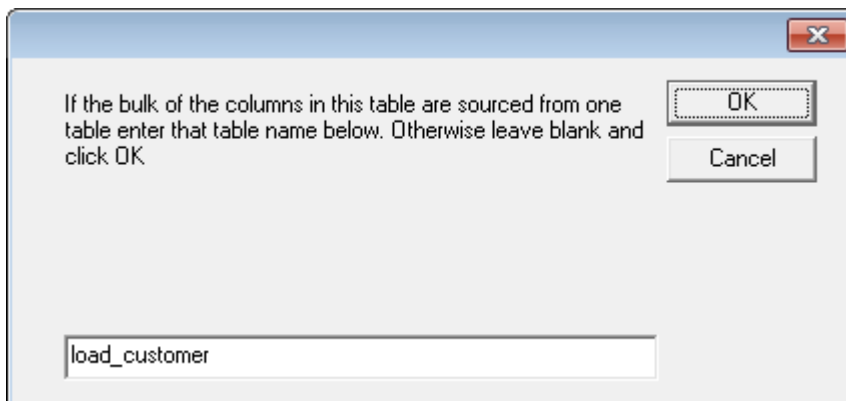 If the bulk of the columns in this table are sourced from one
table enter that table name below. Otherwise leave blank and
click OK
OK
Cancel
load_customer